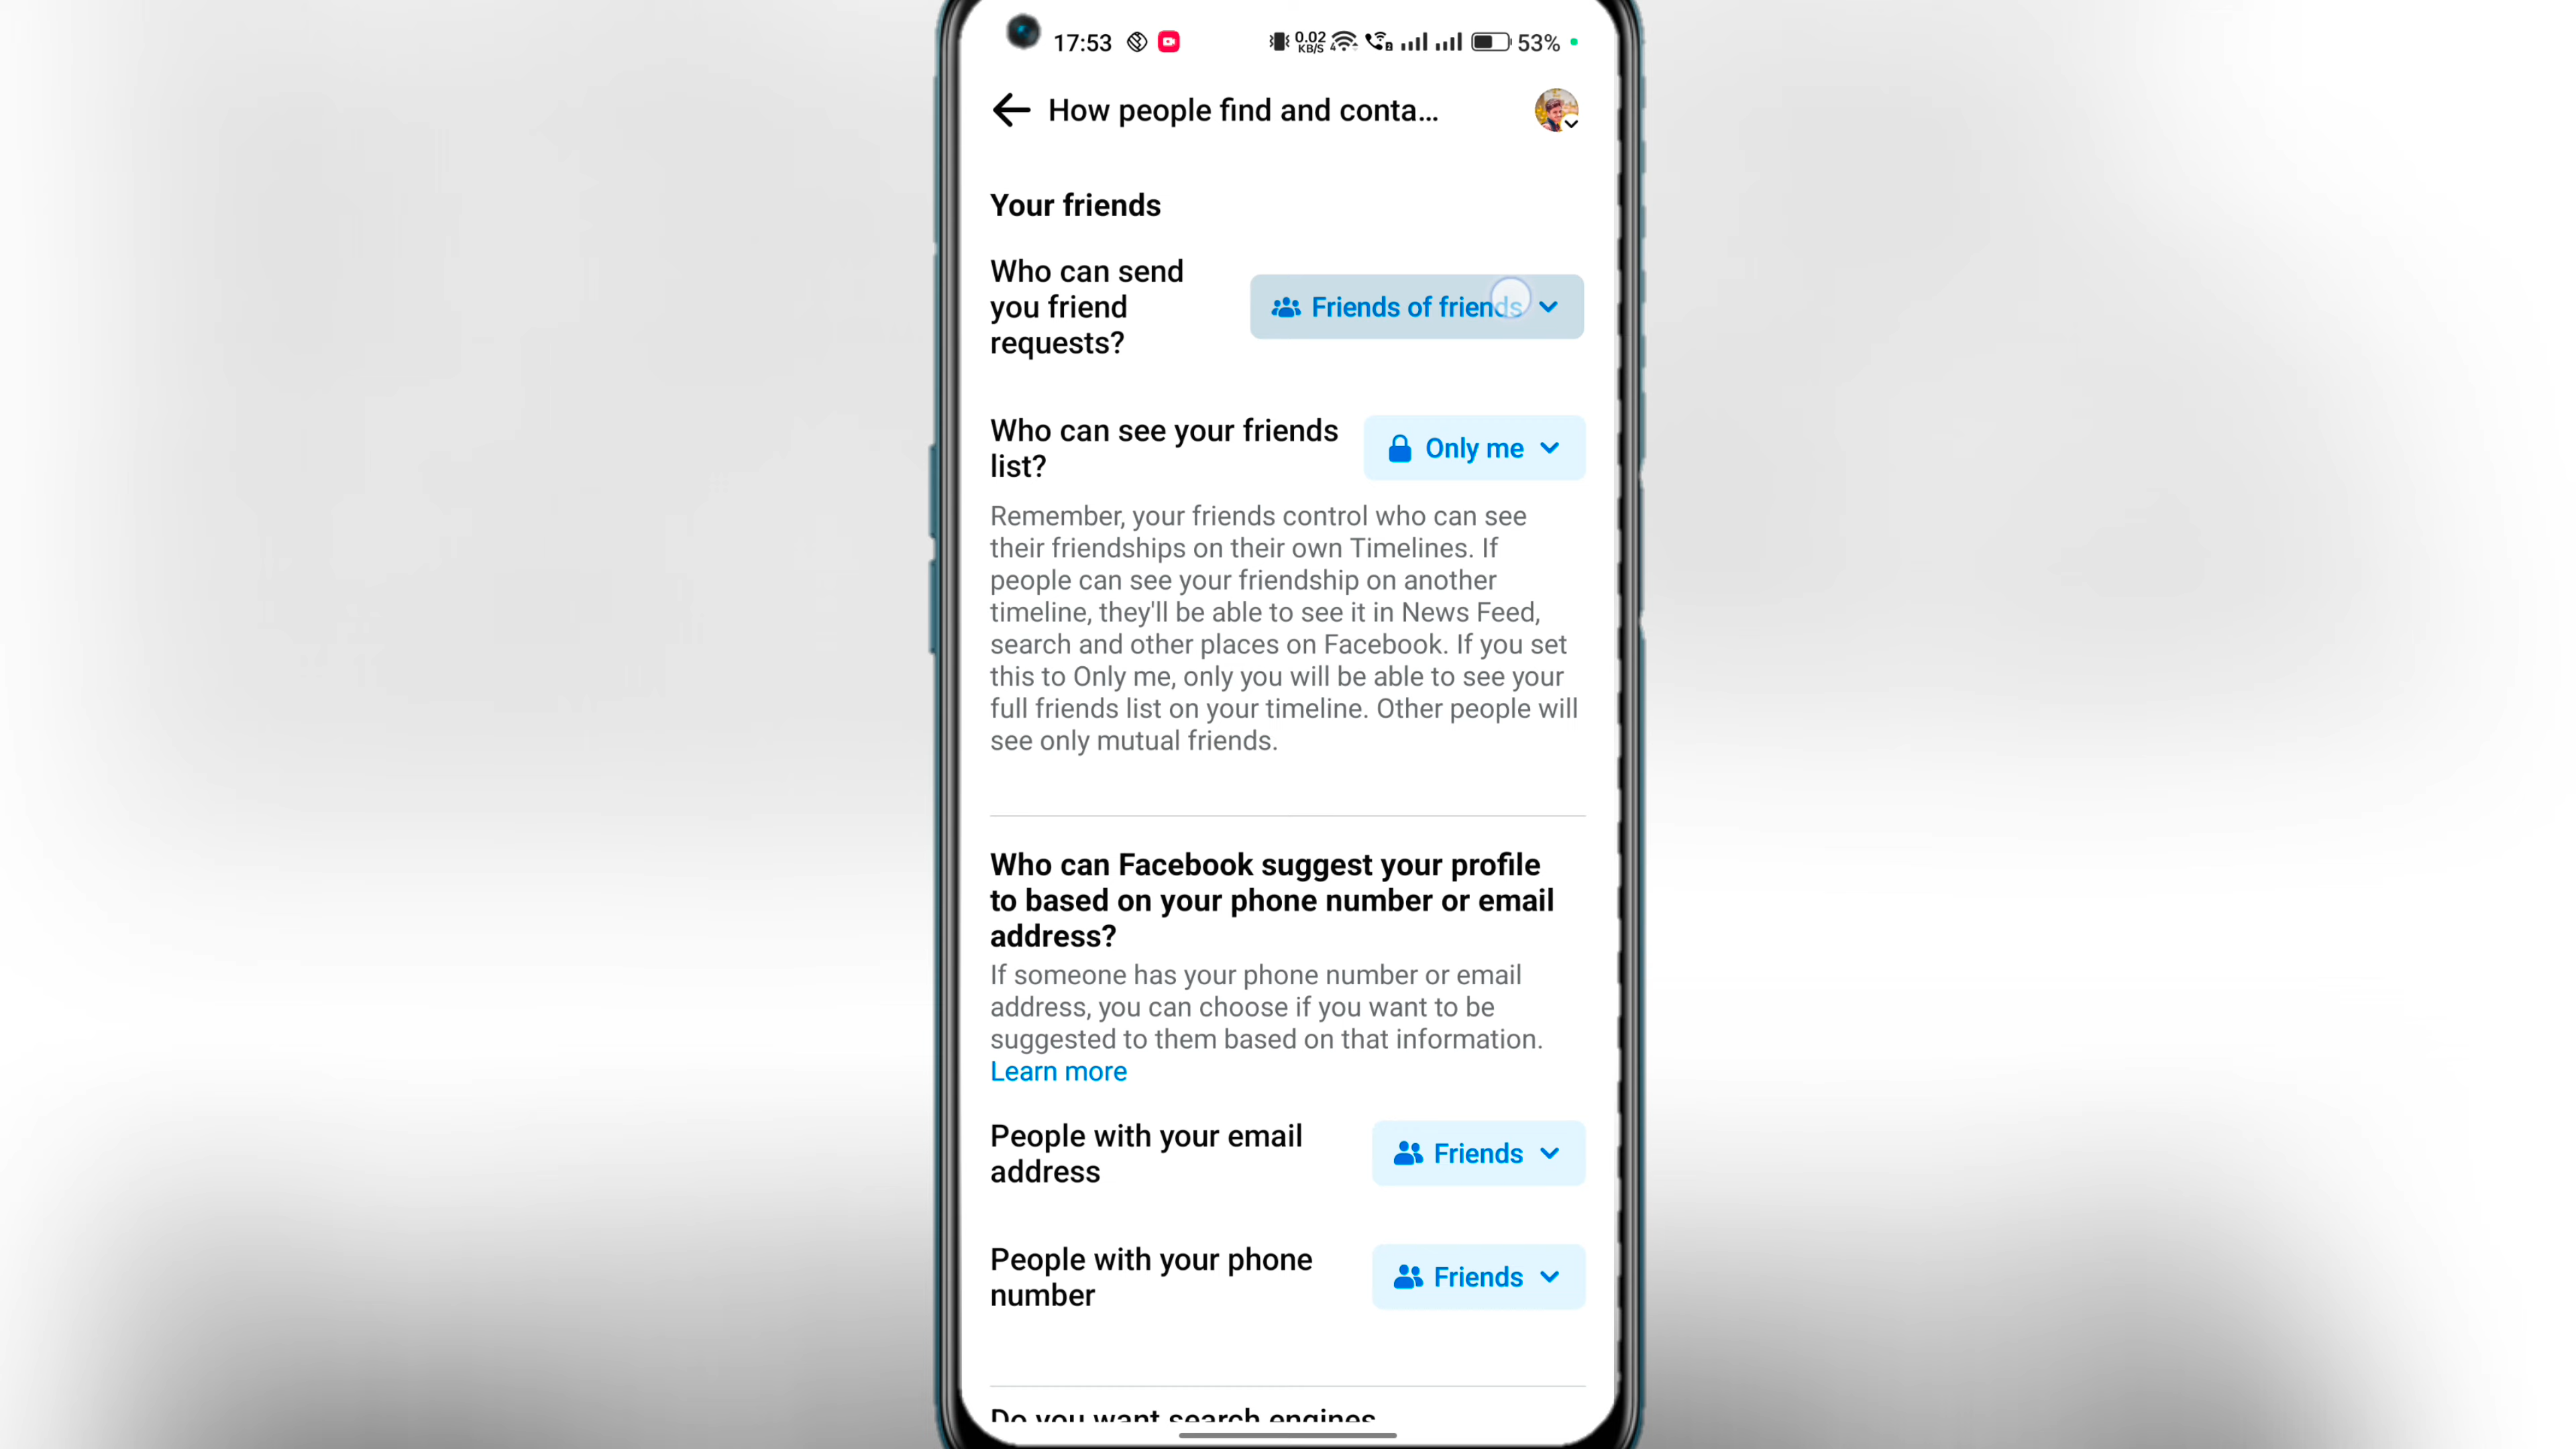 17:53 0.02 KB/S 53%
How people find and conta...
Your friends
Who can send
you friend
requests?
Friends of friends
Who can see your friends
list?
Only me
Remember, your friends control who can see
their friendships on their own Timelines. If
people can see your friendship on another
timeline, they'll be able to see it in News Feed,
search and other places on Facebook. If you set
this to Only me, only you will be able to see your
full friends list on your timeline. Other people will
see only mutual friends.
Who can Facebook suggest your profile
to based on your phone number or email
address?
If someone has your phone number or email
address, you can choose if you want to be
suggested to them based on that information.
Learn more
People with your email
address
Friends
People with your phone
number
Friends
Do you want search engines